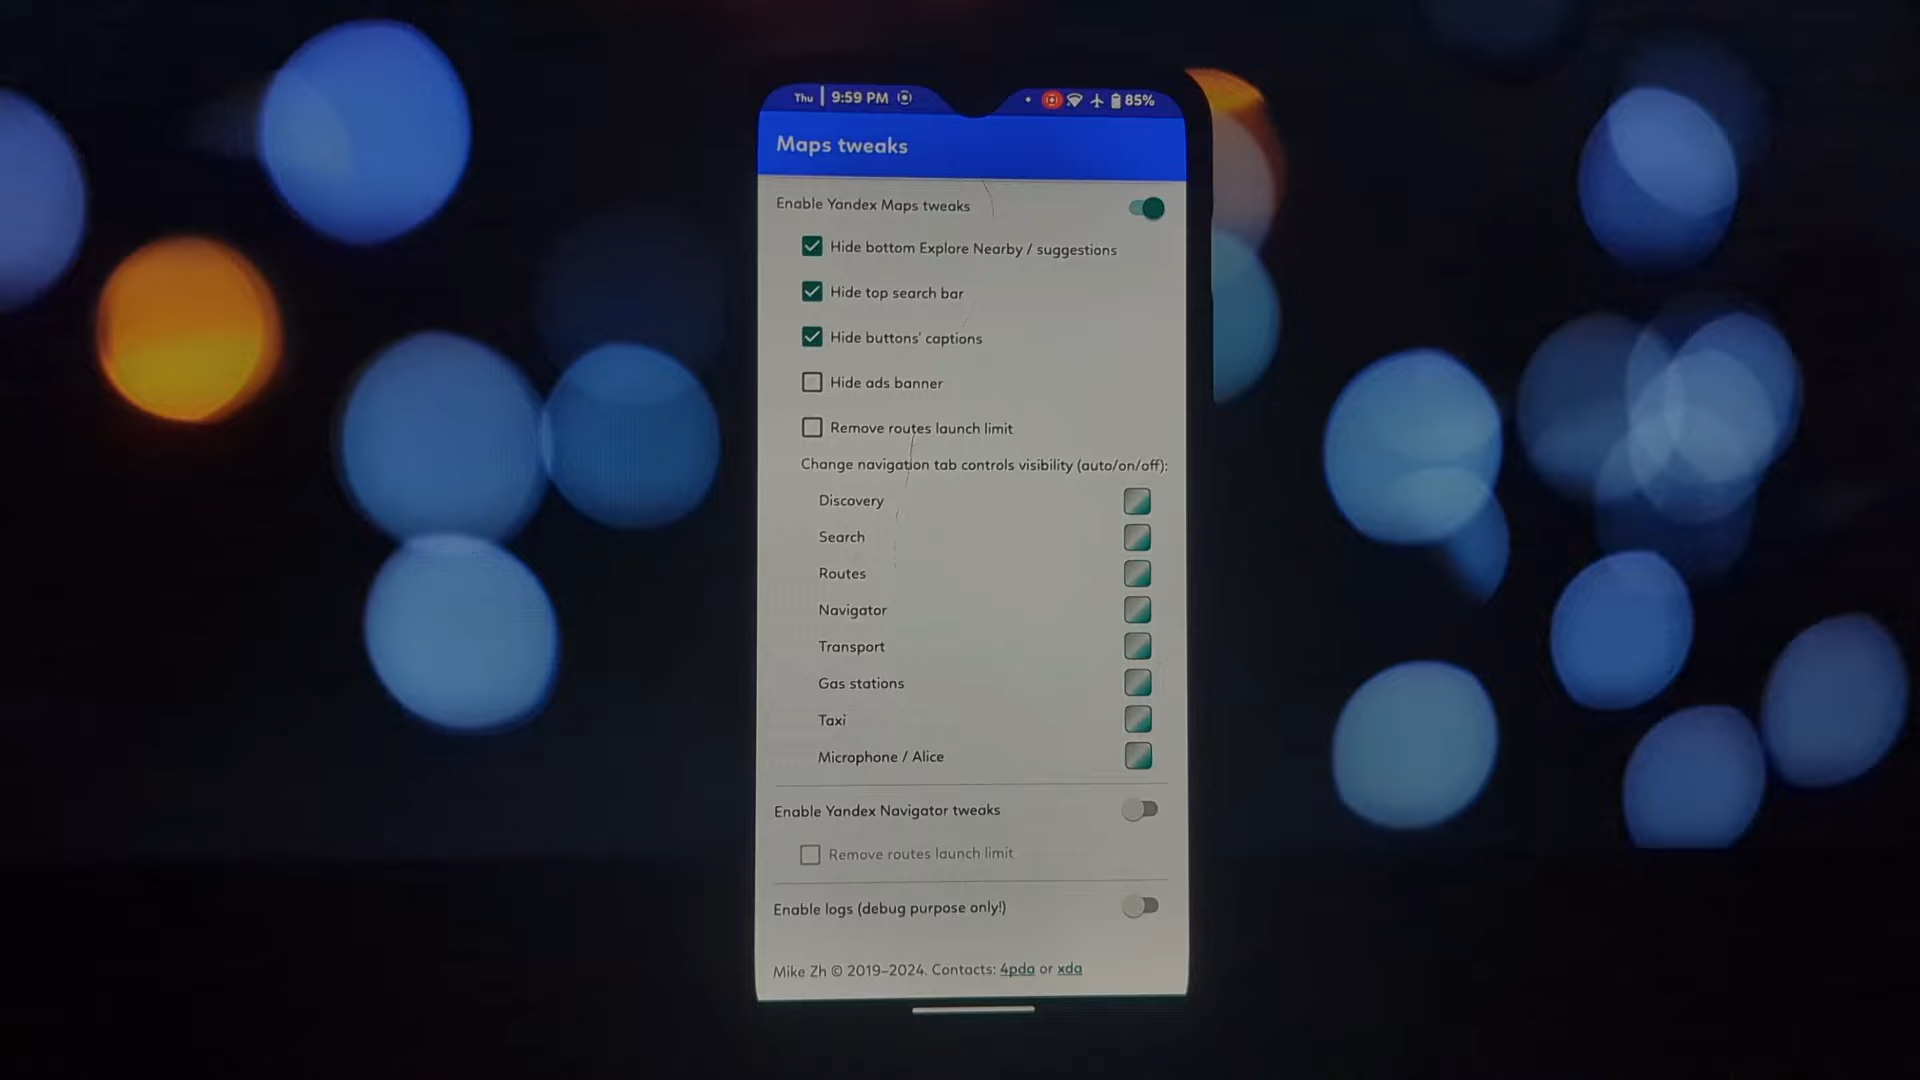 Thu 9:59 PM 85%
Maps tweaks
Enable Yandex Maps tweaks
Hide bottom Explore Nearby / suggestions
Hide top search bar
Hide buttons' captions
Hide ads banner
Remove routes launch limit
Change navigation tab controls visibility (auto/on/off):
Discovery
Search
Routes
Navigator
Transport
Gas stations
Taxi
Microphone / Alice
Enable Yandex Navigator tweaks
Remove routes launch limit
Enable logs (debug purpose only!)
Mike Zh © 2019–2024. Contacts: 4pda or xda